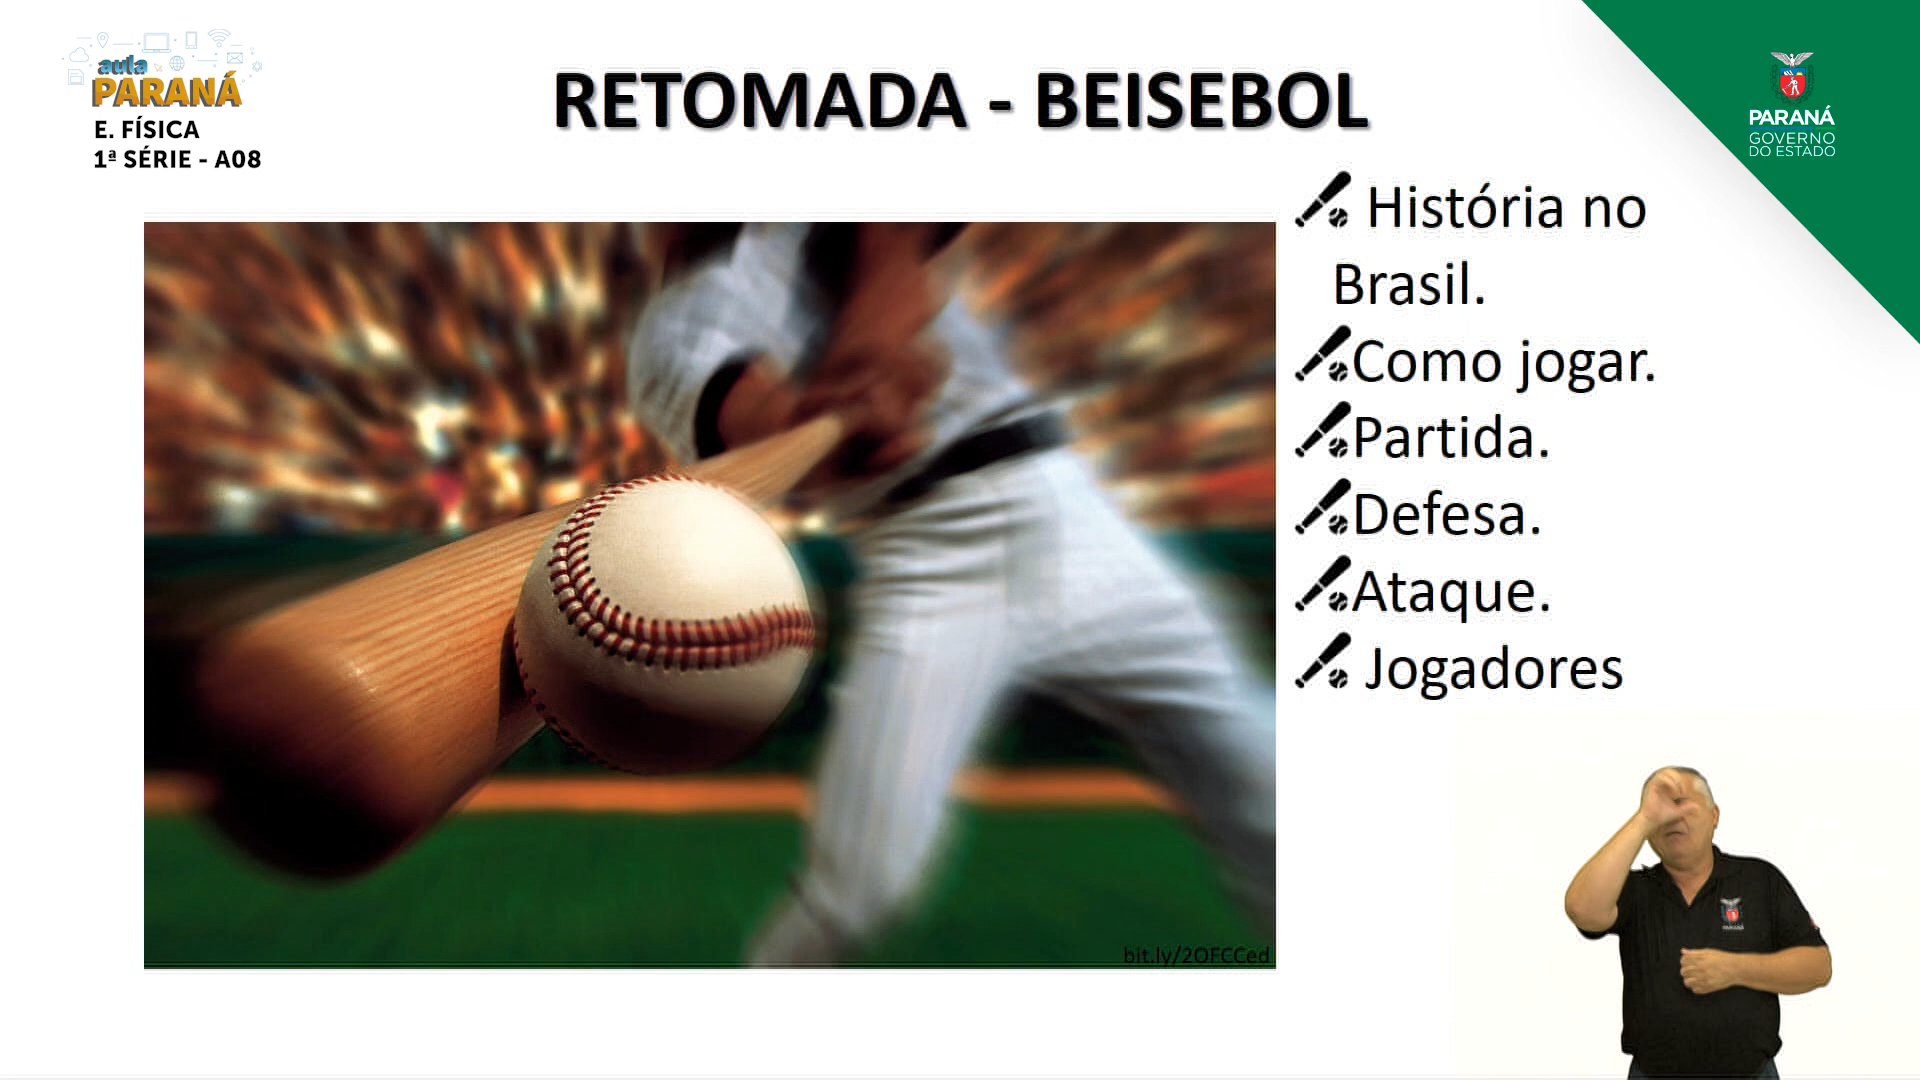 aula
PARANÁ
E. FÍSICA
1ª SÉRIE - A08
RETOMADA - BEISEBOL
PARANÁ
GOVERNO
DO ESTADO
História no
Brasil.
Como jogar.
Partida.
Defesa.
Ataque.
Jogadores
bit.ly/2OFCCed
PARANÁ